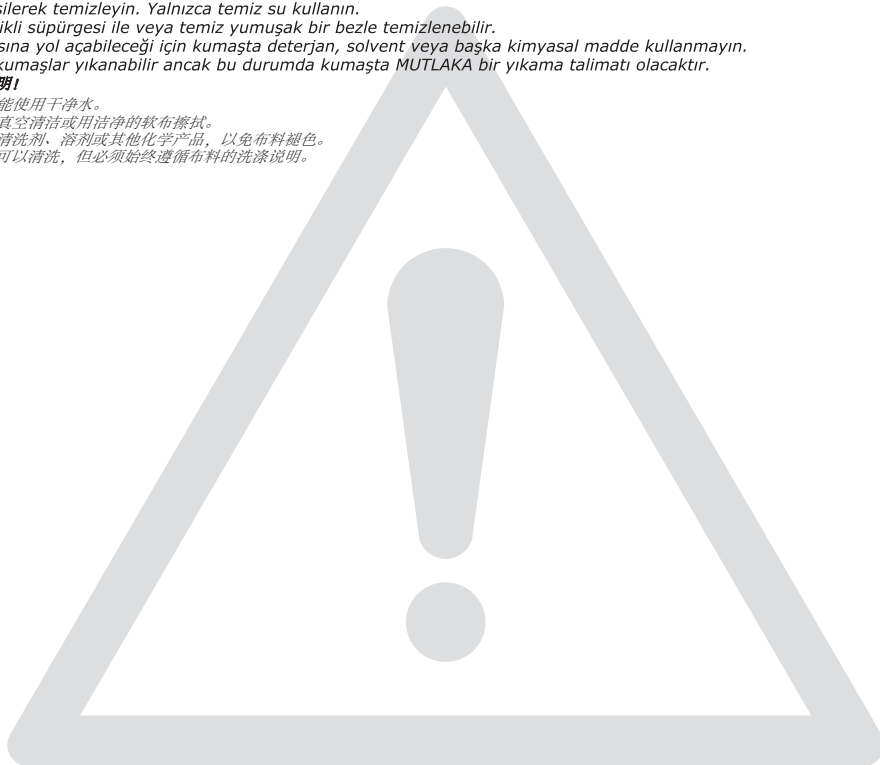 silerek temizleyin. Yalnızca temiz su kullanın.
ikli süpürgesi ile veya temiz yumuşak bir bezle temizlenebilir.
sına yol açabileceği için kumaşta deterjan, solvent veya başka kimyasal madde kullanmayın.
kumaşlar yıkanabilir ancak bu durumda kumaşta MUTLAKA bir yıkama talimatı olacaktır.
明!
能使用干净水。
真空清洁或用洁净的软布擦拭。
清洗剂、溶剂或其他化学产品，以免布料褪色。
可以清洗，但必须始终遵循布料的洗涤说明。